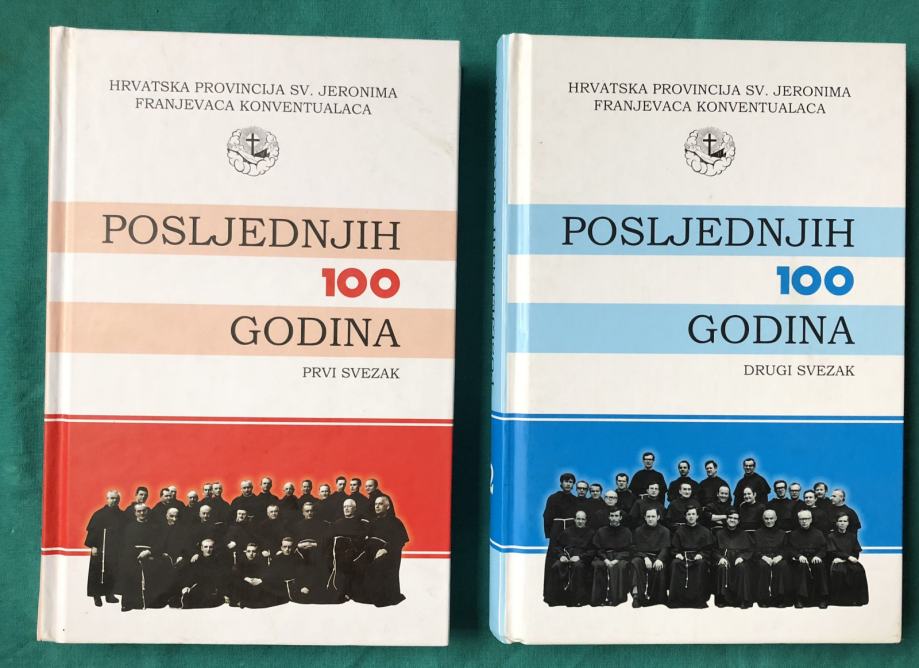 HRVATSKA PROVINCIJA SV. JERONIMA
FRANJEVACA KONVENTUALACA
POSLJEDNJIH
100
GODINA
PRVI SVEZAK
HRVATSKA PROVINCIJA SV. JERONIMA
FRANJEVACA KONVENTUALACA
POSLJEDNJIH
100
GODINA
DRUGI SVEZAK